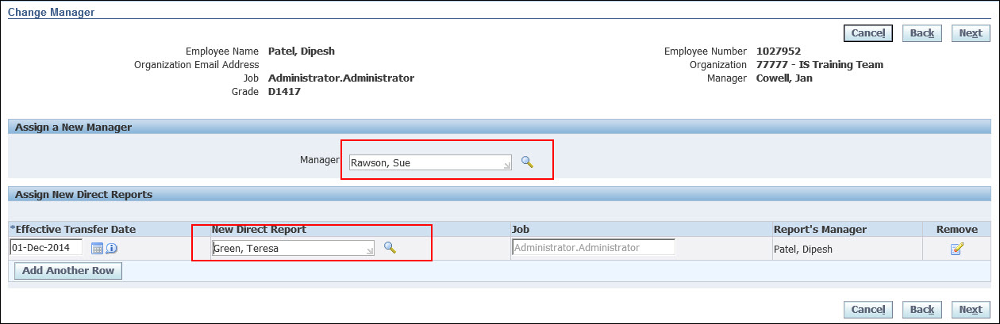 Change Manager
Cancel Back Next
Employee Name Patel, Dipesh Employee Number 1027952
Organization Email Address Organization 77777 - IS Training Team
Job Administrator.Administrator Manager Cowell, Jan
Grade D1417
Assign a New Manager
Manager Rawson, Sue
Assign New Direct Reports
*Effective Transfer Date New Direct Report Job Report's Manager Remove
01-Dec-2014 Green, Teresa Administrator.Administrator Patel, Dipesh
Add Another Row
Cancel Back Next